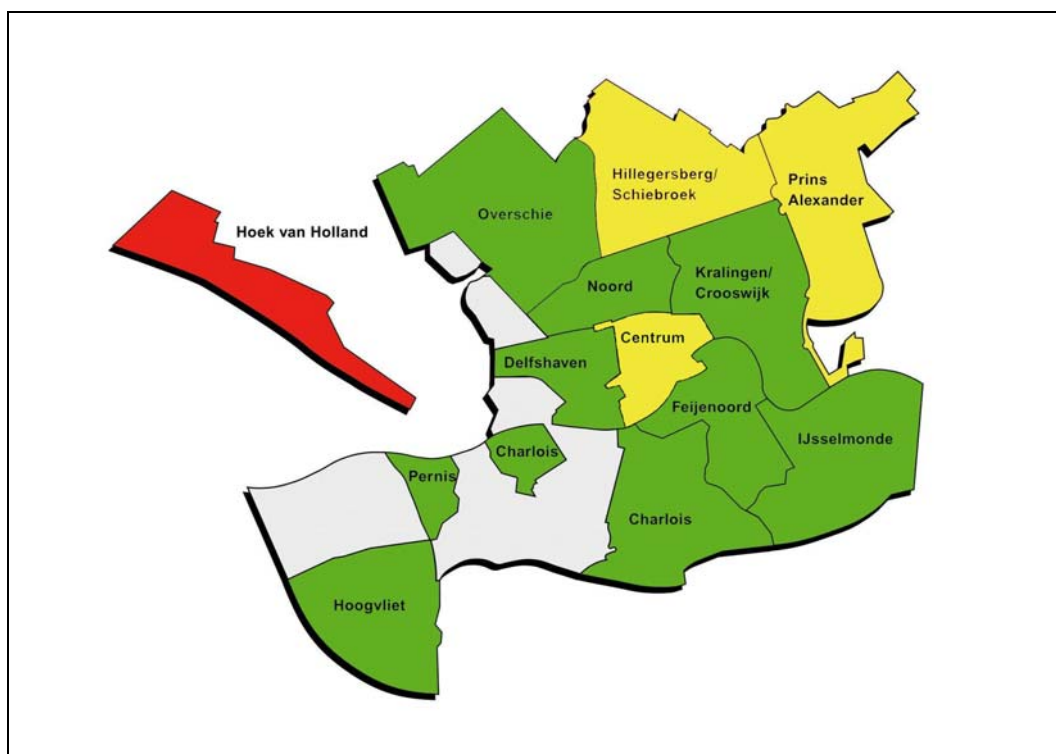 Hillegersberg/
Schiebroek
Prins
Alexander
Overschie
Hoek van Holland
Noord
Kralingen/
Crooswijk
Centrum
Delfshaven
Feijenoord
IJsselmonde
Charlois
Pernis
Charlois
Hoogvliet